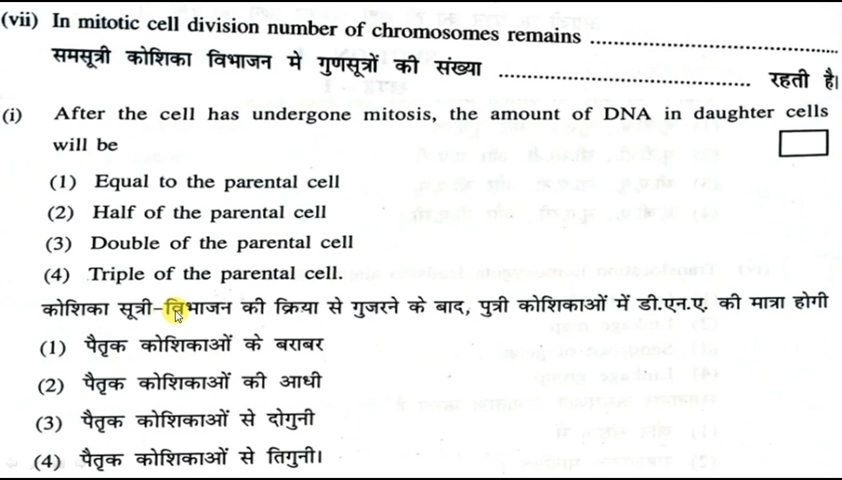 (vii) In mitotic cell division number of chromosomes remains ..............................
समसूत्री कोशिका विभाजन में गुणसूत्रों की संख्या .............................. रहती है।
(i) After the cell has undergone mitosis, the amount of DNA in daughter cells
will be
(1) Equal to the parental cell
(2) Half of the parental cell
(3) Double of the parental cell
(4) Triple of the parental cell.
कोशिका सूत्री-विभाजन की क्रिया से गुजरने के बाद, पुत्री कोशिकाओं में डी.एन.ए. की मात्रा होगी
(1) पैतृक कोशिकाओं के बराबर
(2) पैतृक कोशिकाओं की आधी
(3) पैतृक कोशिकाओं से दोगुनी
(4) पैतृक कोशिकाओं से तिगुनी।